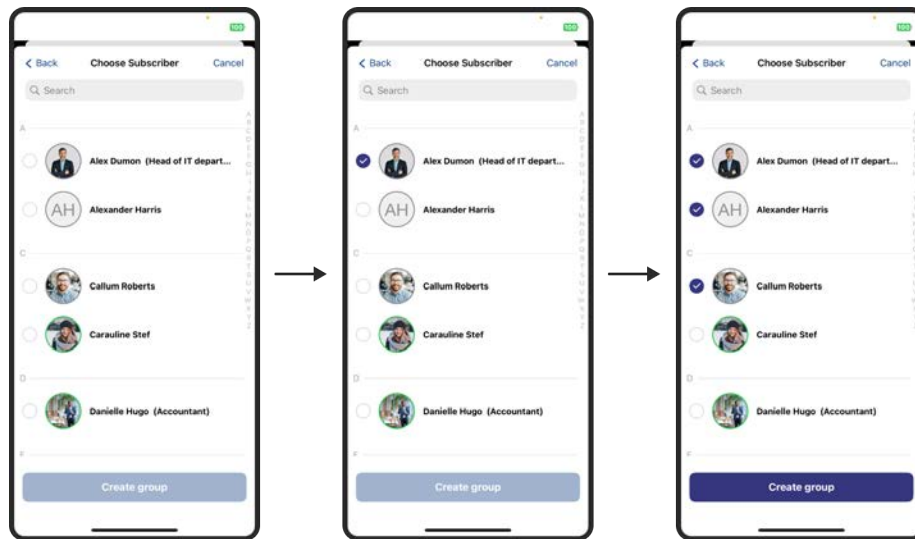 100
Back Choose Subscriber Cancel
Search
A
Alex Dumon (Head of IT depart...
AH Alexander Harris
C
Callum Roberts
Carauline Stef
D
Danielle Hugo (Accountant)
Create group
100
Back Choose Subscriber Cancel
Search
A
Alex Dumon (Head of IT depart...
AH Alexander Harris
C
Callum Roberts
Carauline Stef
D
Danielle Hugo (Accountant)
Create group
100
Back Choose Subscriber Cancel
Search
A
Alex Dumon (Head of IT depart...
AH Alexander Harris
C
Callum Roberts
Carauline Stef
D
Danielle Hugo (Accountant)
Create group